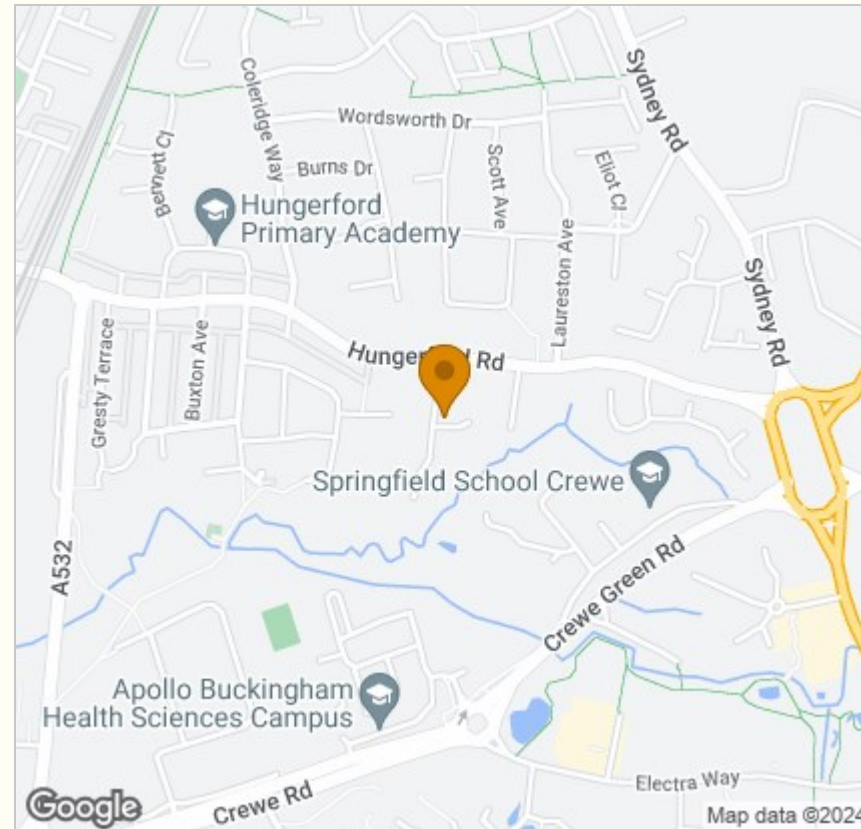 Sydney Rd
Coleridge Way
Wordsworth Dr
Bennett Cl
Burns Dr
Scott Ave
Eliot Cl
Hungerford
Primary Academy
Laureston Ave
Sydney Rd
Gresty Terrace
Buxton Ave
Hungerford Rd
Springfield School Crewe
A532
Crewe Green Rd
Apollo Buckingham
Health Sciences Campus
Electra Way
Crewe Rd
Google
Map data ©2024